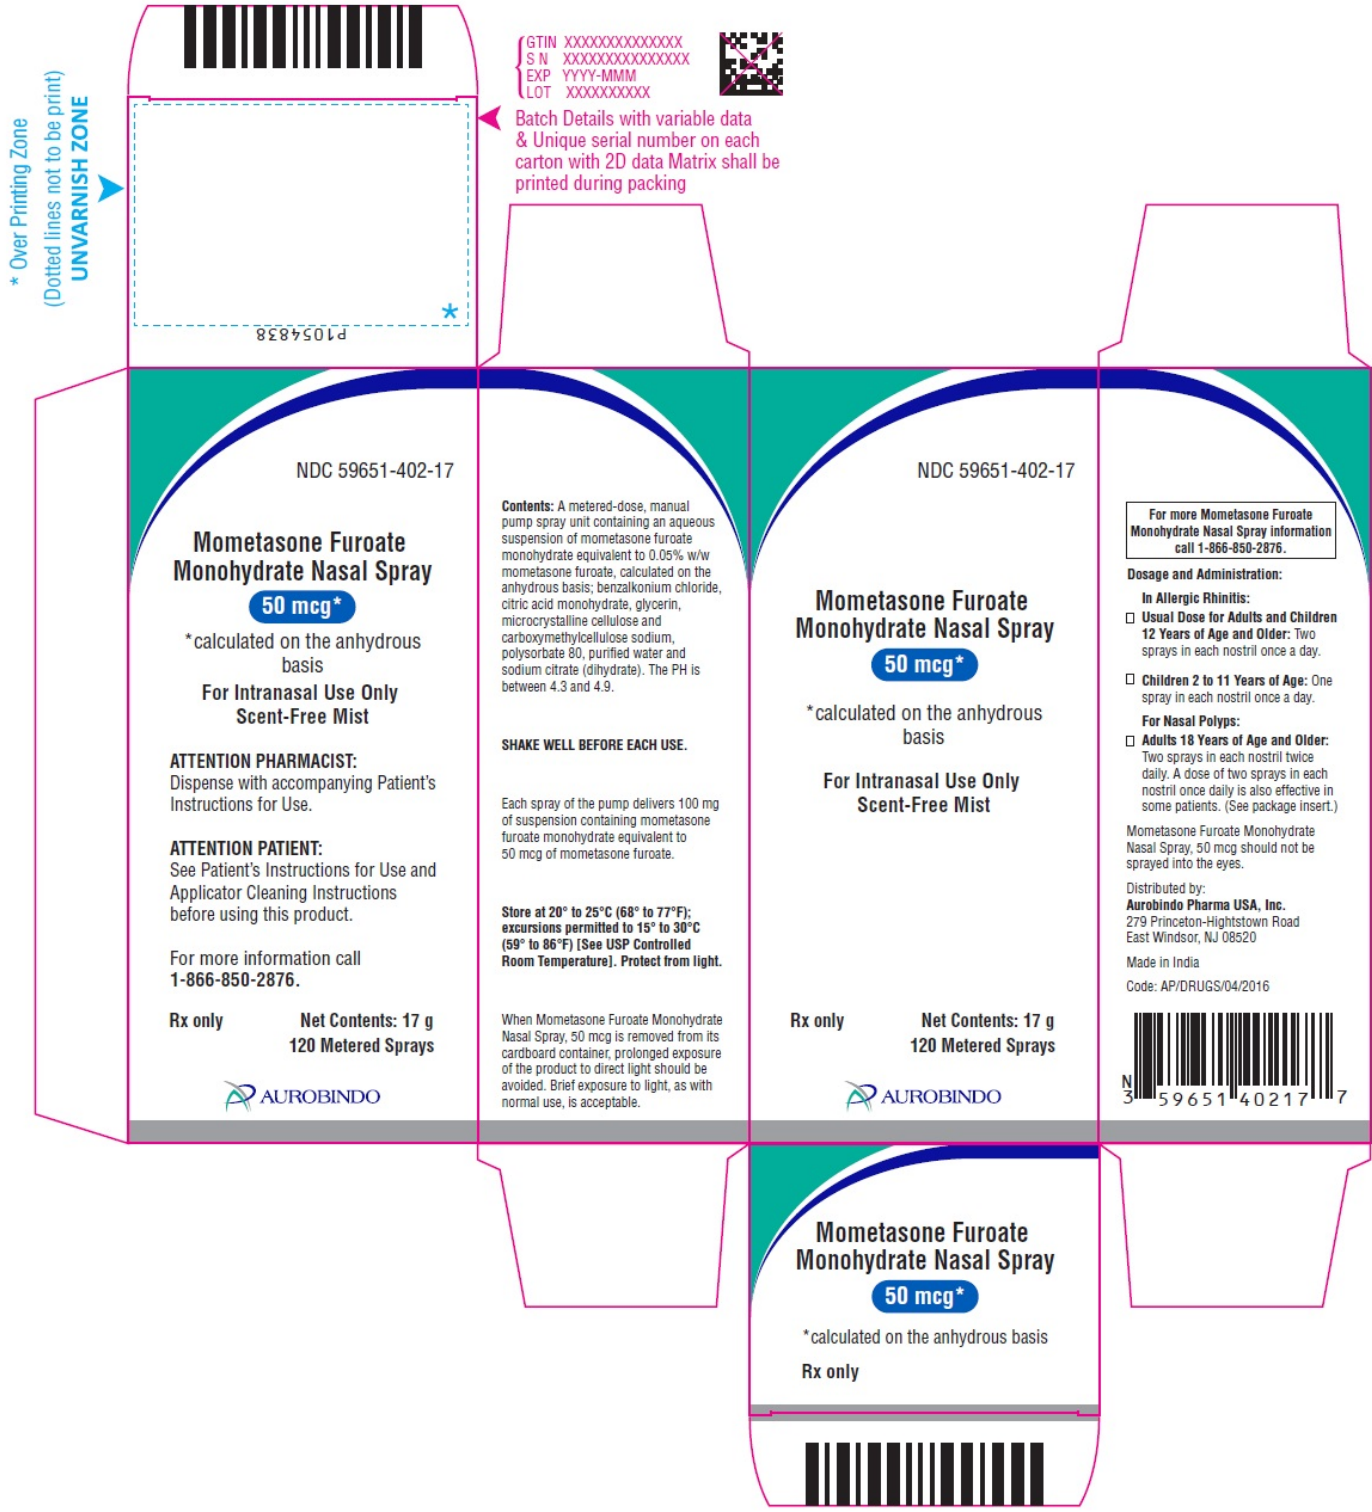 * Over Printing Zone
(Dotted lines not to be print)
UNVARNISH ZONE
GTIN XXXXXXXXXXXXXX
S N XXXXXXXXXXXXXXX
EXP YYYY-MMM
LOT XXXXXXXXXX
Batch Details with variable data
& Unique serial number on each
carton with 2D data Matrix shall be
printed during packing
*
P1054838
NDC 59651-402-17
Mometasone Furoate
Monohydrate Nasal Spray
50 mcg*
*calculated on the anhydrous
basis
For Intranasal Use Only
Scent-Free Mist
ATTENTION PHARMACIST:
Dispense with accompanying Patient's
Instructions for Use.
ATTENTION PATIENT:
See Patient's Instructions for Use and
Applicator Cleaning Instructions
before using this product.
For more information call
1-866-850-2876.
Rx only Net Contents: 17 g
120 Metered Sprays
AUROBINDO
Contents: A metered-dose, manual
pump spray unit containing an aqueous
suspension of mometasone furoate
monohydrate equivalent to 0.05% w/w
mometasone furoate, calculated on the
anhydrous basis; benzalkonium chloride,
citric acid monohydrate, glycerin,
microcrystalline cellulose and
carboxymethylcellulose sodium,
polysorbate 80, purified water and
sodium citrate (dihydrate). The PH is
between 4.3 and 4.9.
SHAKE WELL BEFORE EACH USE.
Each spray of the pump delivers 100 mg
of suspension containing mometasone
furoate monohydrate equivalent to
50 mcg of mometasone furoate.
Store at 20° to 25°C (68° to 77°F);
excursions permitted to 15° to 30°C
(59° to 86°F) [See USP Controlled
Room Temperature]. Protect from light.
When Mometasone Furoate Monohydrate
Nasal Spray, 50 mcg is removed from its
cardboard container, prolonged exposure
of the product to direct light should be
avoided. Brief exposure to light, as with
normal use, is acceptable.
NDC 59651-402-17
Mometasone Furoate
Monohydrate Nasal Spray
50 mcg*
*calculated on the anhydrous
basis
For Intranasal Use Only
Scent-Free Mist
Rx only Net Contents: 17 g
120 Metered Sprays
AUROBINDO
For more Mometasone Furoate
Monohydrate Nasal Spray information
call 1-866-850-2876.
Dosage and Administration:
In Allergic Rhinitis:
Usual Dose for Adults and Children
12 Years of Age and Older: Two
sprays in each nostril once a day.
Children 2 to 11 Years of Age: One
spray in each nostril once a day.
For Nasal Polyps:
Adults 18 Years of Age and Older:
Two sprays in each nostril twice
daily. A dose of two sprays in each
nostril once daily is also effective in
some patients. (See package insert.)
Mometasone Furoate Monohydrate
Nasal Spray, 50 mcg should not be
sprayed into the eyes.
Distributed by:
Aurobindo Pharma USA, Inc.
279 Princeton-Hightstown Road
East Windsor, NJ 08520
Made in India
Code: AP/DRUGS/04/2016
N
3 59651 40217 7
Mometasone Furoate
Monohydrate Nasal Spray
50 mcg*
*calculated on the anhydrous basis
Rx only